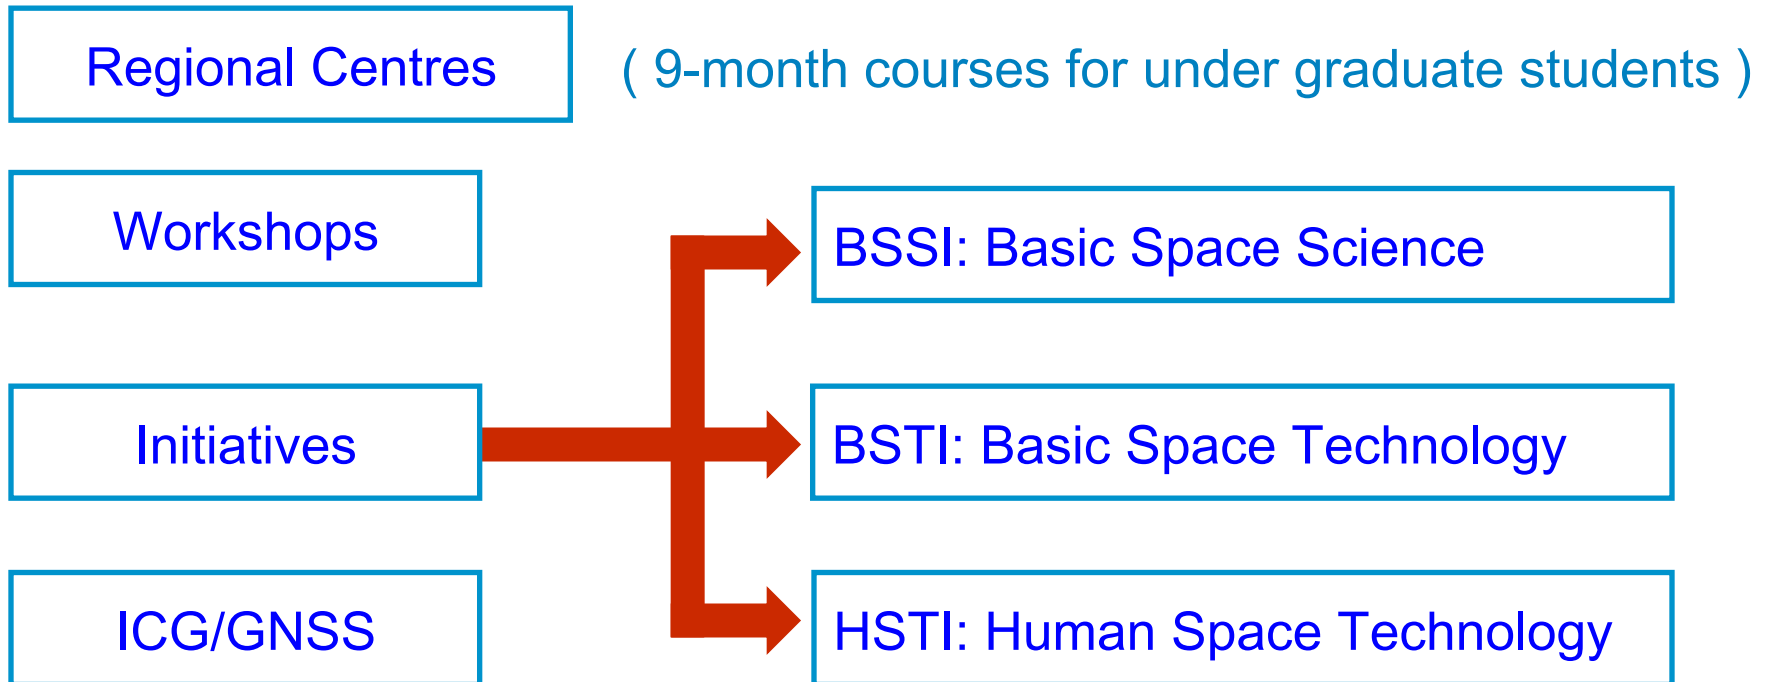 Regional Centres
( 9-month courses for under graduate students )
Workshops
BSSI: Basic Space Science
Initiatives
BSTI: Basic Space Technology
ICG/GNSS
HSTI: Human Space Technology